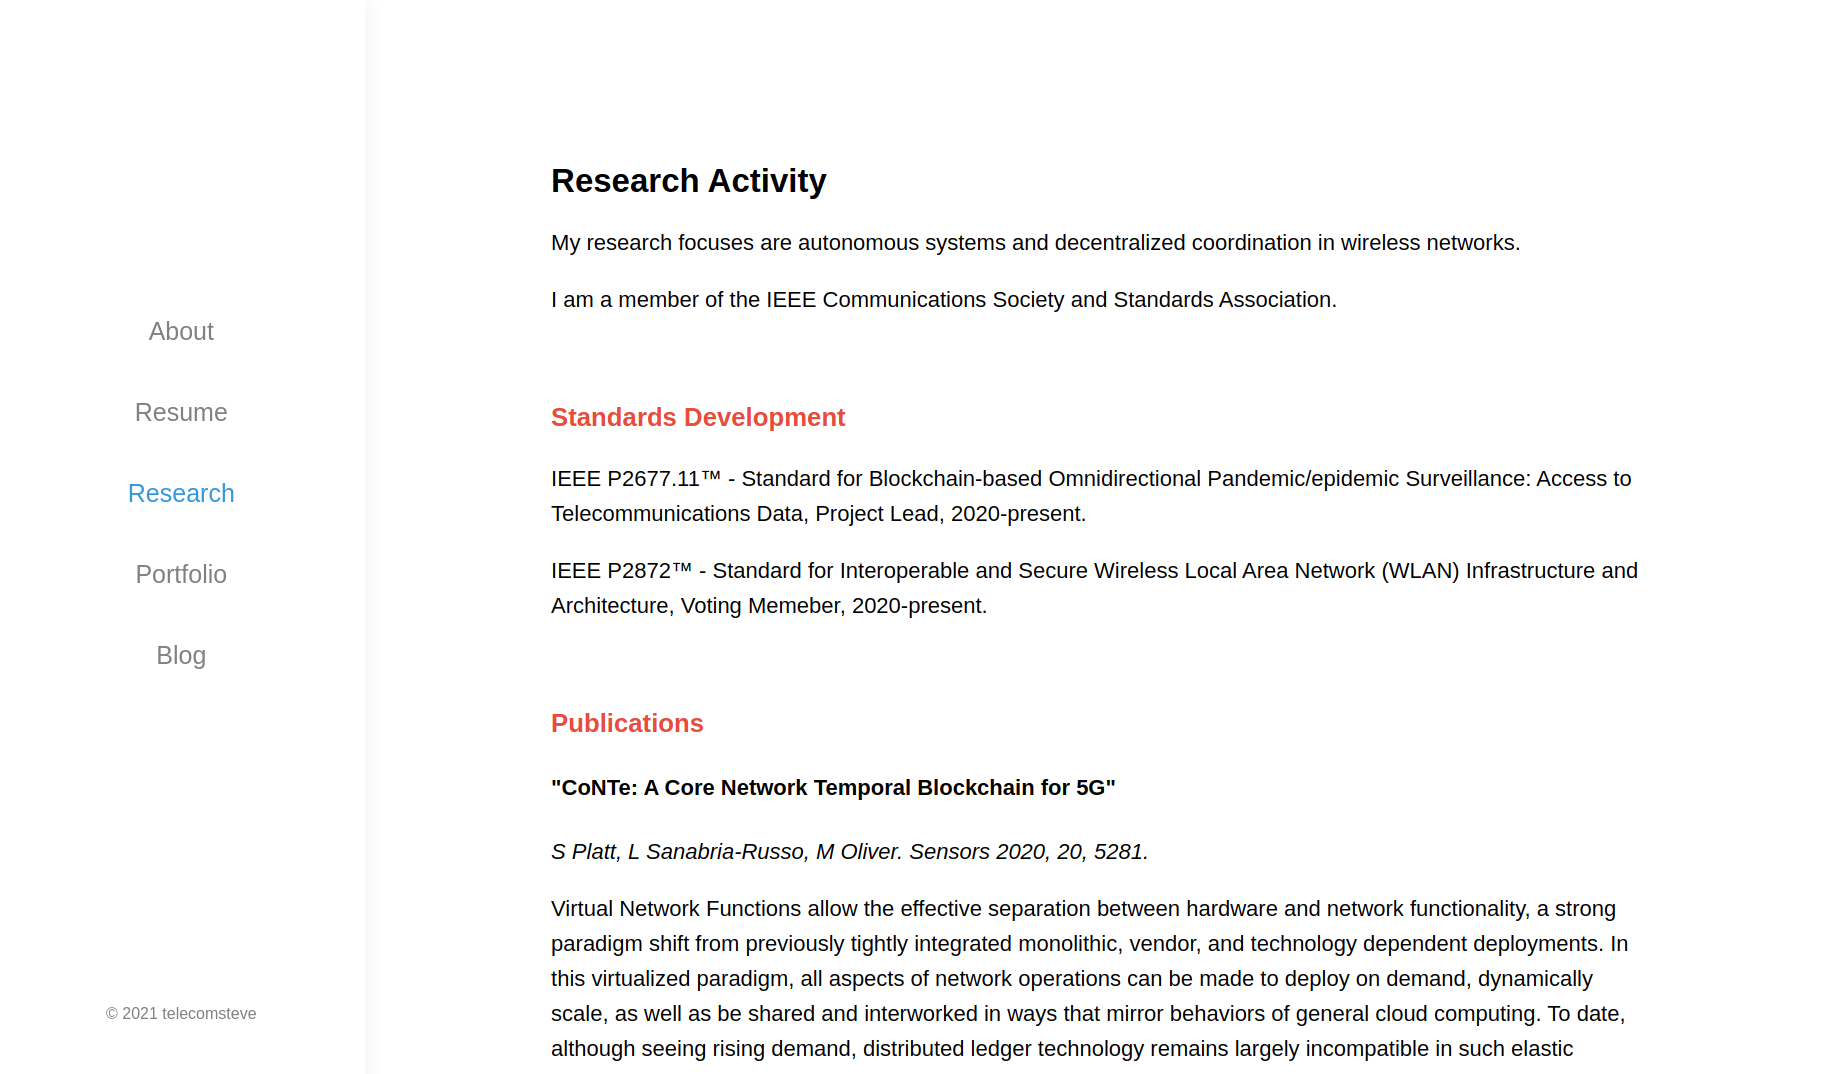 About
Resume
Research
Portfolio
Blog
© 2021 telecomsteve
Research Activity
My research focuses are autonomous systems and decentralized coordination in wireless networks.
I am a member of the IEEE Communications Society and Standards Association.
Standards Development
IEEE P2677.11™ - Standard for Blockchain-based Omnidirectional Pandemic/epidemic Surveillance: Access to
Telecommunications Data, Project Lead, 2020-present.
IEEE P2872™ - Standard for Interoperable and Secure Wireless Local Area Network (WLAN) Infrastructure and
Architecture, Voting Memeber, 2020-present.
Publications
"CoNTe: A Core Network Temporal Blockchain for 5G"
S Platt, L Sanabria-Russo, M Oliver. Sensors 2020, 20, 5281.
Virtual Network Functions allow the effective separation between hardware and network functionality, a strong
paradigm shift from previously tightly integrated monolithic, vendor, and technology dependent deployments. In
this virtualized paradigm, all aspects of network operations can be made to deploy on demand, dynamically
scale, as well as be shared and interworked in ways that mirror behaviors of general cloud computing. To date,
although seeing rising demand, distributed ledger technology remains largely incompatible in such elastic